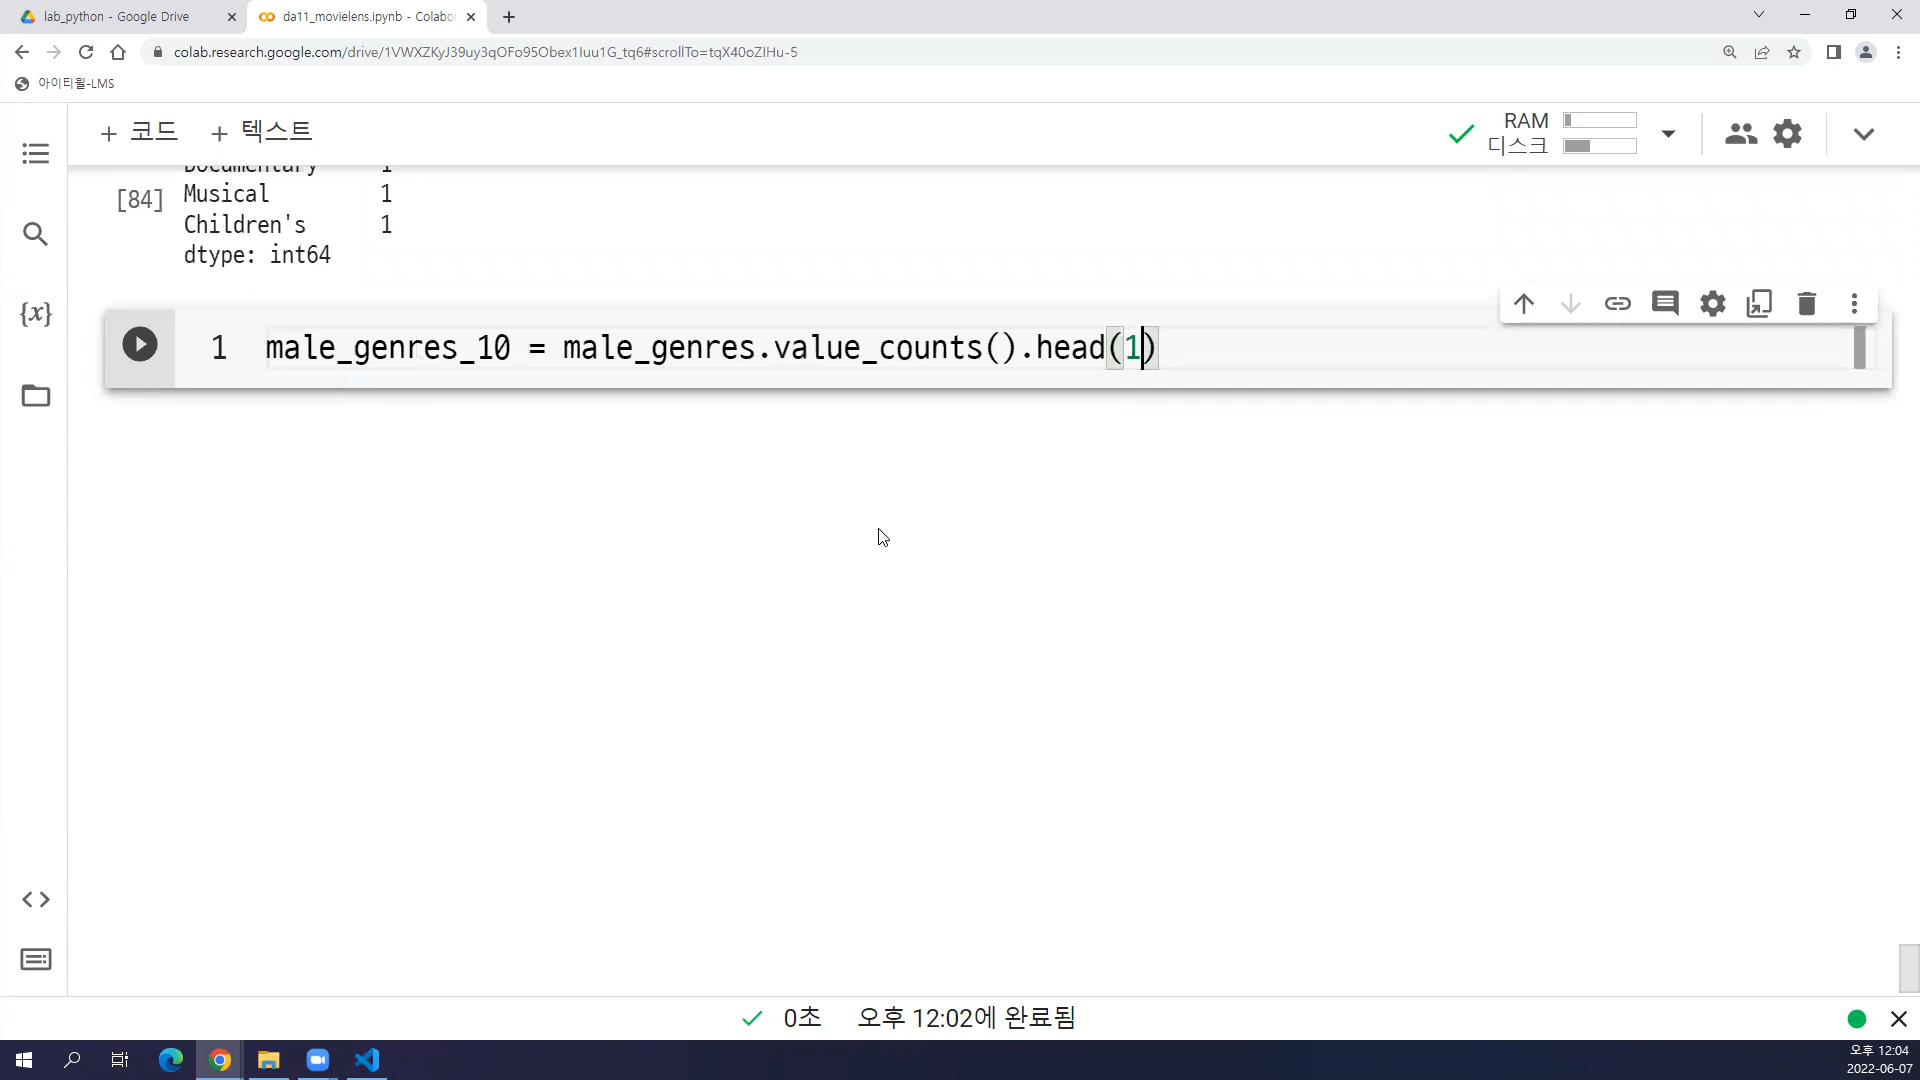 lab_python - Google Drive
da11_movielens.ipynb - Colabo
colab.research.google.com/drive/1VWXZKyJ39uy3qOFo95Obex1Iuu1G_tq6#scrollTo=tqX40oZIHu-5
아이티윌-LMS
+ 코드 + 텍스트
RAM
디스크
Documentary 1
[84] Musical 1
Children's 1
dtype: int64
1 male_genres_10 = male_genres.value_counts().head(1)
{x}
0초 오후 12:02에 완료됨
오후 12:04
2022-06-07